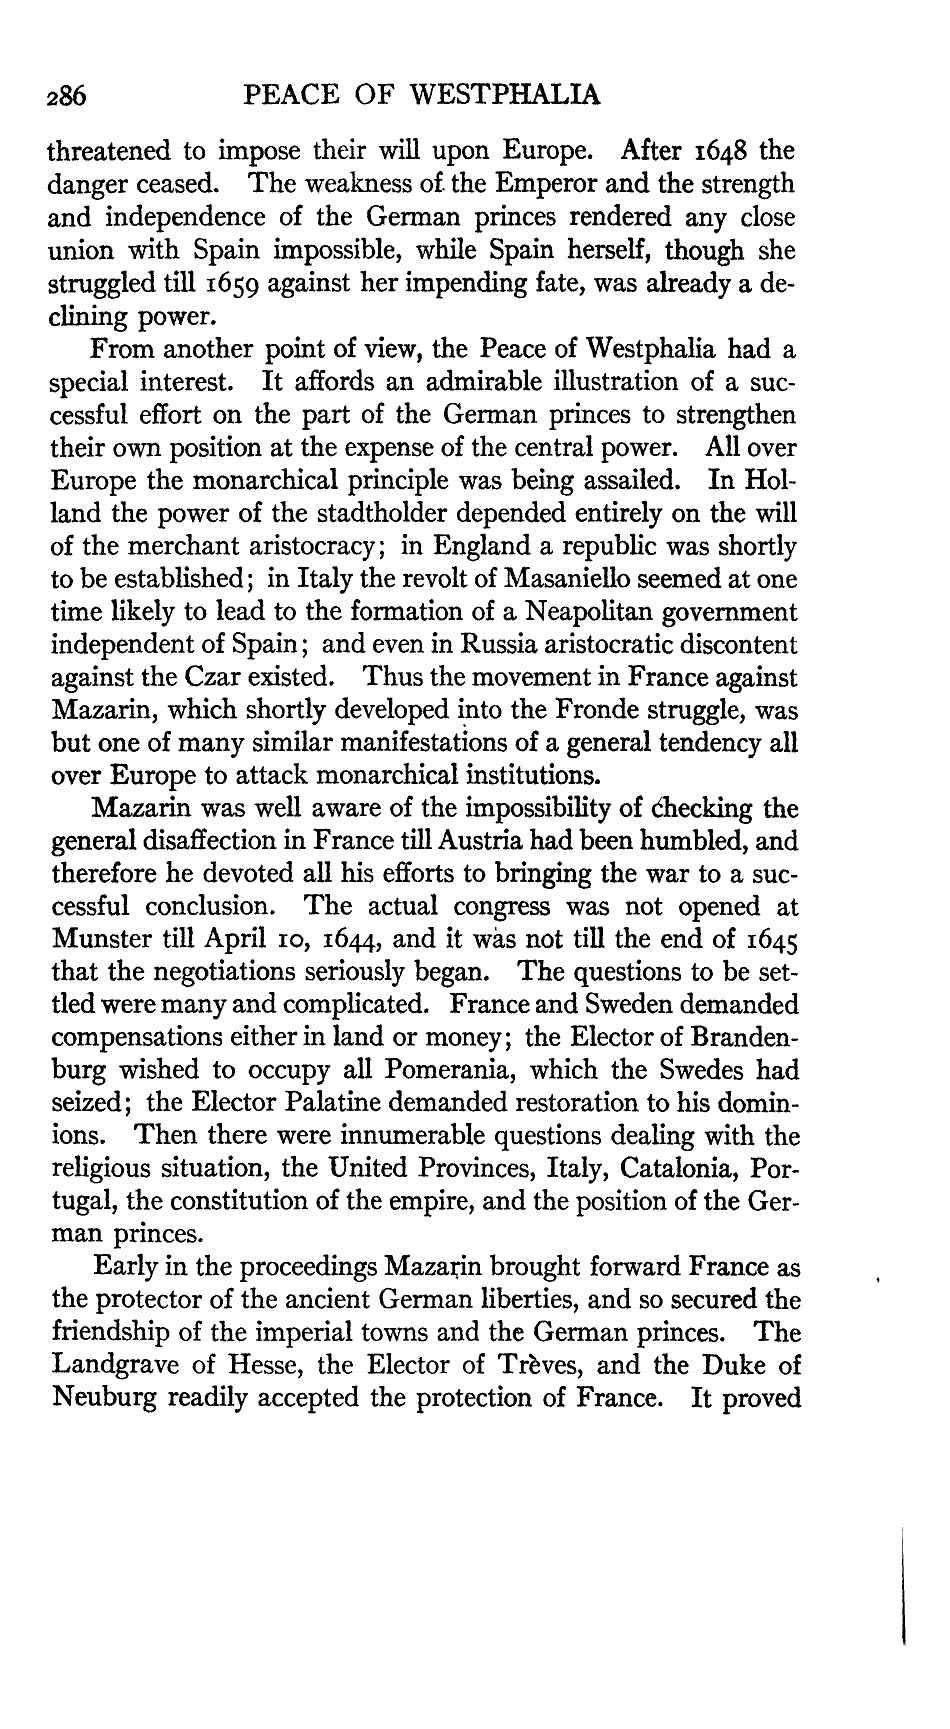 286 PEACE OF WESTPHALIA
threatened to impose their will upon Europe. After 1648 the
danger ceased. The weakness of the Emperor and the strength
and independence of the German princes rendered any close
union with Spain impossible, while Spain herself, though she
struggled till 1659 against her impending fate, was already a de-
clining power.
From another point of view, the Peace of Westphalia had a
special interest. It affords an admirable illustration of a suc-
cessful effort on the part of the German princes to strengthen
their own position at the expense of the central power. All over
Europe the monarchical principle was being assailed. In Hol-
land the power of the stadtholder depended entirely on the will
of the merchant aristocracy; in England a republic was shortly
to be established; in Italy the revolt of Masaniello seemed at one
time likely to lead to the formation of a Neapolitan government
independent of Spain; and even in Russia aristocratic discontent
against the Czar existed. Thus the movement in France against
Mazarin, which shortly developed into the Fronde struggle, was
but one of many similar manifestations of a general tendency all
over Europe to attack monarchical institutions.
Mazarin was well aware of the impossibility of checking the
general disaffection in France till Austria had been humbled, and
therefore he devoted all his efforts to bringing the war to a suc-
cessful conclusion. The actual congress was not opened at
Munster till April 10, 1644, and it was not till the end of 1645
that the negotiations seriously began. The questions to be set-
tled were many and complicated. France and Sweden demanded
compensations either in land or money; the Elector of Branden-
burg wished to occupy all Pomerania, which the Swedes had
seized; the Elector Palatine demanded restoration to his domin-
ions. Then there were innumerable questions dealing with the
religious situation, the United Provinces, Italy, Catalonia, Por-
tugal, the constitution of the empire, and the position of the Ger-
man princes.
Early in the proceedings Mazarin brought forward France as
the protector of the ancient German liberties, and so secured the
friendship of the imperial towns and the German princes. The
Landgrave of Hesse, the Elector of Trèves, and the Duke of
Neuburg readily accepted the protection of France. It proved